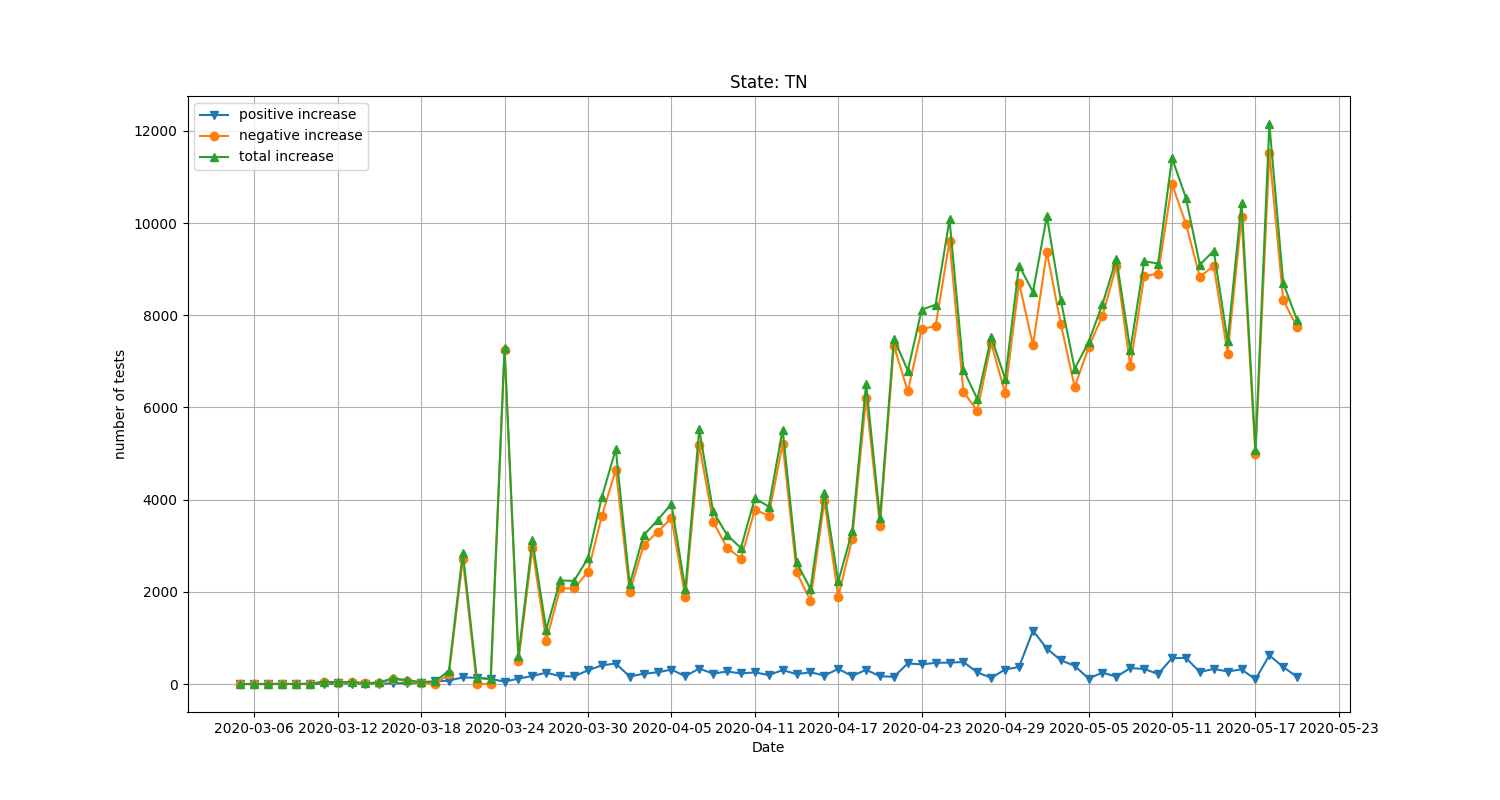 State: TN
positive increase
negative increase
total increase
12000
10000
8000
6000
4000
2000
0
number of tests
2020-03-06 2020-03-12 2020-03-18 2020-03-24 2020-03-30 2020-04-05 2020-04-11 2020-04-17 2020-04-23 2020-04-29 2020-05-05 2020-05-11 2020-05-17 2020-05-23
Date